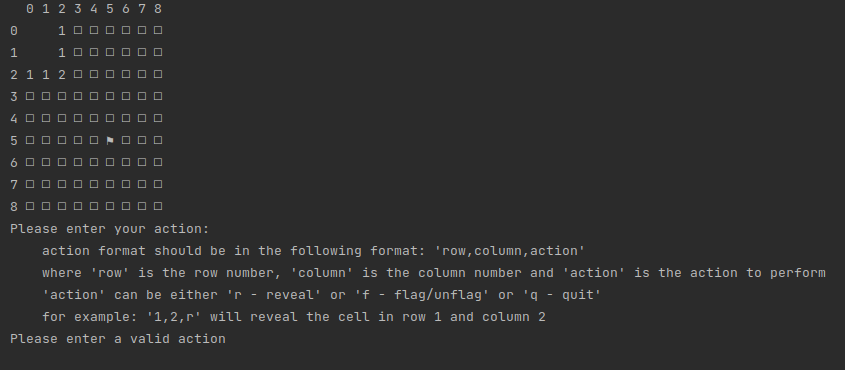 0 1 2 3 4 5 6 7 8
0     1 □ □ □ □ □ □
1     1 □ □ □ □ □ □
2 1 1 2 □ □ □ □ □ □
3 □ □ □ □ □ □ □ □ □
4 □ □ □ □ □ □ □ □ □
5 □ □ □ □ □ ⚑ □ □ □
6 □ □ □ □ □ □ □ □ □
7 □ □ □ □ □ □ □ □ □
8 □ □ □ □ □ □ □ □ □
Please enter your action:
    action format should be in the following format: 'row,column,action'
    where 'row' is the row number, 'column' is the column number and 'action' is the action to perform
    'action' can be either 'r - reveal' or 'f - flag/unflag' or 'q - quit'
    for example: '1,2,r' will reveal the cell in row 1 and column 2
Please enter a valid action